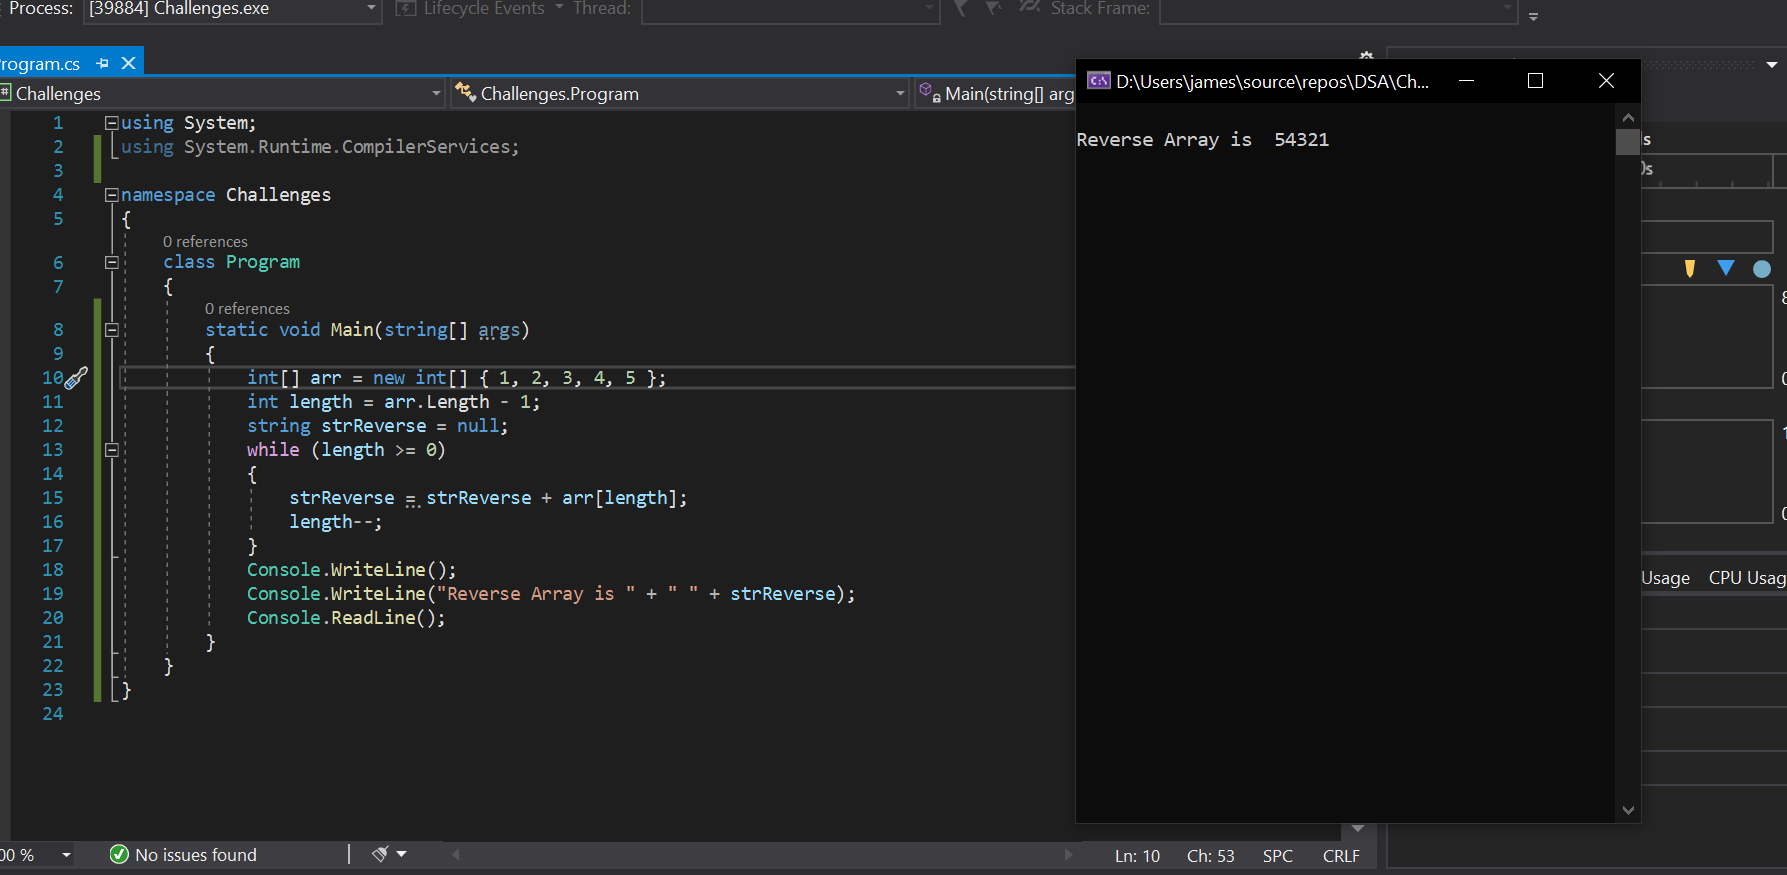 Process: [39884] Challenges.exe Lifecycle Events Thread: Stack Frame:
rogram.cs
Challenges Challenges.Program Main(string[] arg
1 using System;
2 using System.Runtime.CompilerServices;
3
4 namespace Challenges
5 {
0 references
6 class Program
7 {
0 references
8 static void Main(string[] args)
9 {
10 int[] arr = new int[] { 1, 2, 3, 4, 5 };
11 int length = arr.Length - 1;
12 string strReverse = null;
13 while (length >= 0)
14 {
15 strReverse = strReverse + arr[length];
16 length--;
17 }
18 Console.WriteLine();
19 Console.WriteLine("Reverse Array is " + " " + strReverse);
20 Console.ReadLine();
21 }
22 }
23 }
24
00 % No issues found Ln: 10 Ch: 53 SPC CRLF
C:\ D:\Users\james\source\repos\DSA\Ch...
Reverse Array is  54321
s
0s
8
0
1
0
Usage CPU Usag